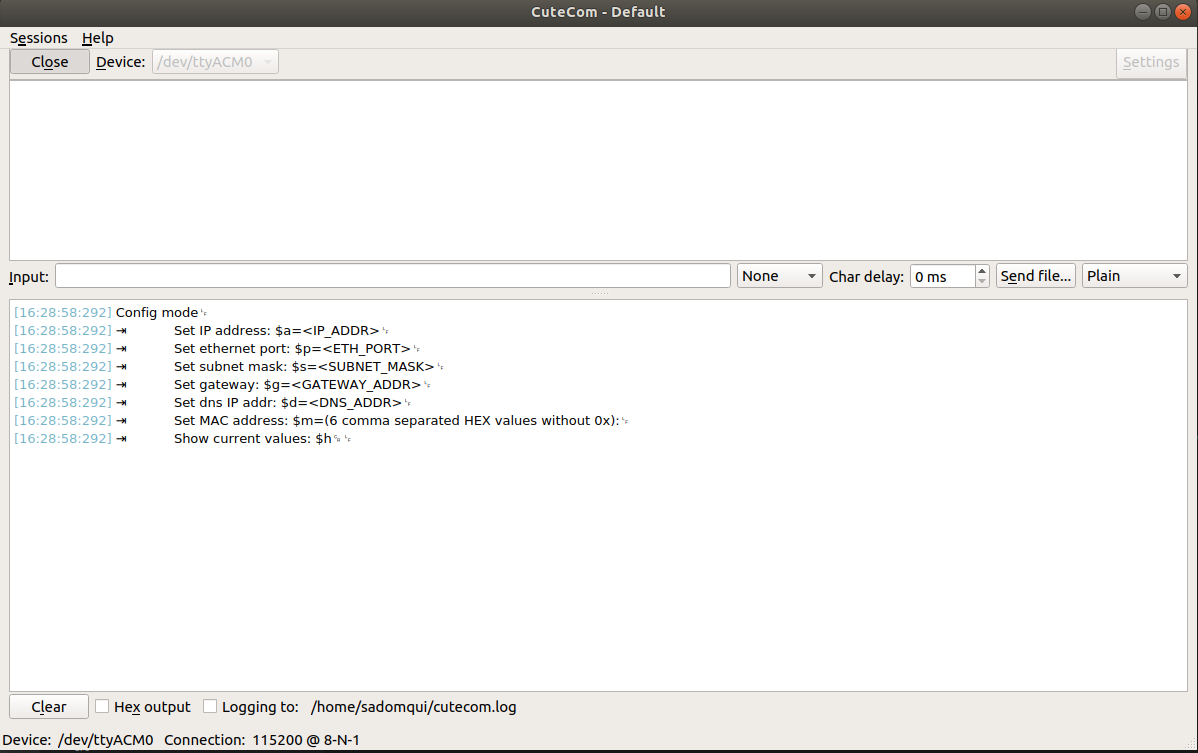 CuteCom - Default
Sessions Help
Close Device: /dev/ttyACM0 Settings
Input: None Char delay: 0 ms Send file... Plain
[16:28:58:292] Config mode␊
[16:28:58:292] ⇥ Set IP address: $a=<IP_ADDR>␊
[16:28:58:292] ⇥ Set ethernet port: $p=<ETH_PORT>␊
[16:28:58:292] ⇥ Set subnet mask: $s=<SUBNET_MASK>␊
[16:28:58:292] ⇥ Set gateway: $g=<GATEWAY_ADDR>␊
[16:28:58:292] ⇥ Set dns IP addr: $d=<DNS_ADDR>␊
[16:28:58:292] ⇥ Set MAC address: $m=(6 comma separated HEX values without 0x):␊
[16:28:58:292] ⇥ Show current values: $h␍␊
Clear Hex output Logging to: /home/sadomqui/cutecom.log
Device: /dev/ttyACM0 Connection: 115200 @ 8-N-1